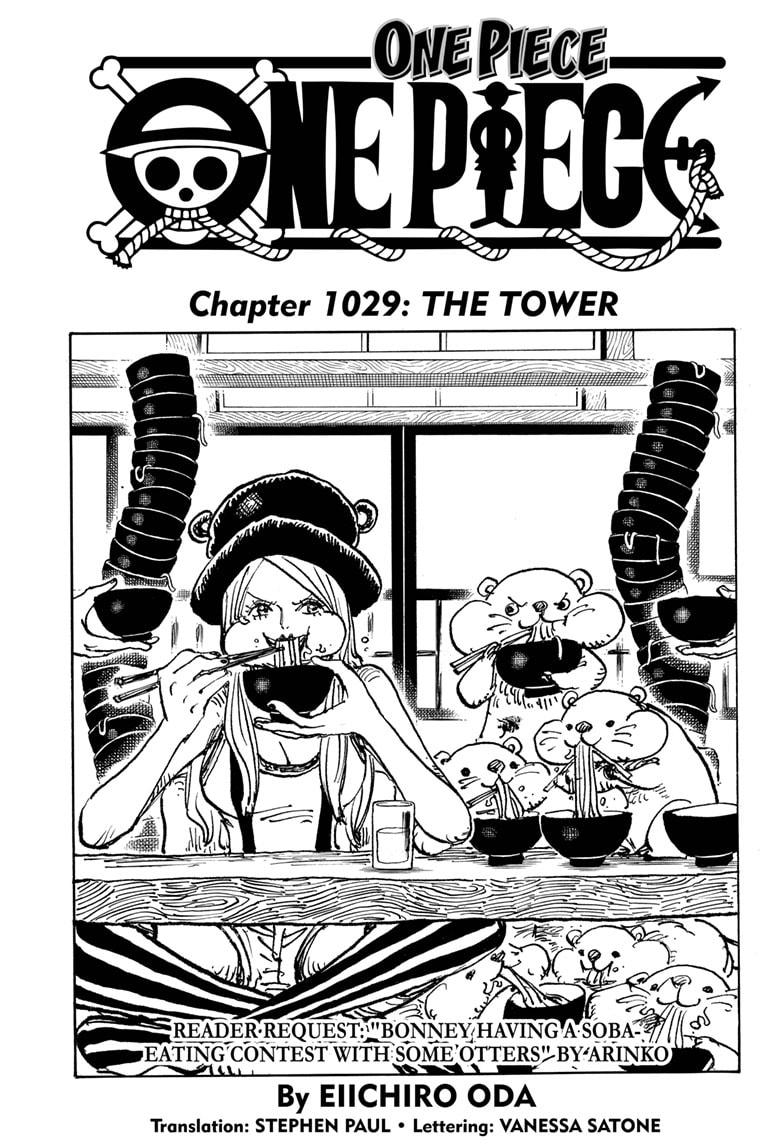 ONE PIECE
ONE PIECE
Chapter 1029: THE TOWER
READER REQUEST: "BONNEY HAVING A SOBA-
EATING CONTEST WITH SOME OTTERS" BY ARINKO
By EIICHIRO ODA
Translation: STEPHEN PAUL • Lettering: VANESSA SATONE